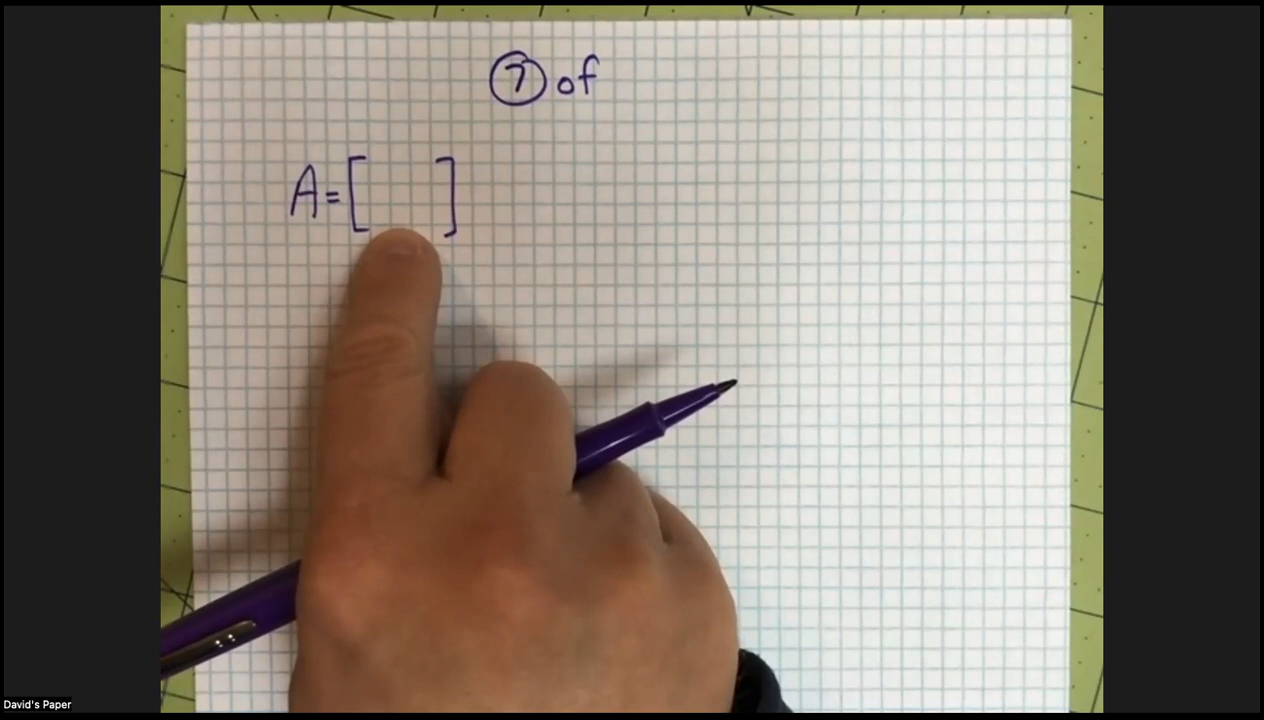 ⑦ of
A = [ ]
David's Paper